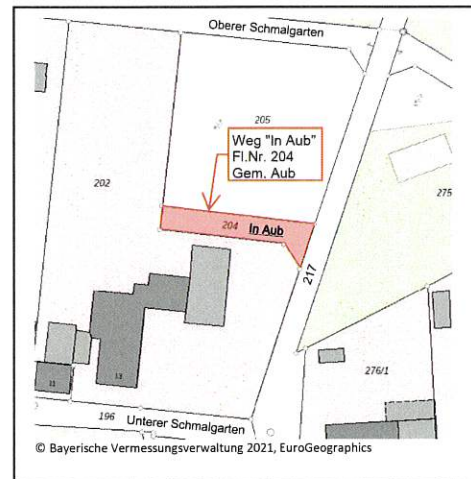 Oberer Schmalgarten
205
Weg "In Aub"
Fl.Nr. 204
Gem. Aub
202
275
204 In Aub
217
276/1
11
13
196 Unterer Schmalgarten
© Bayerische Vermessungsverwaltung 2021, EuroGeographics